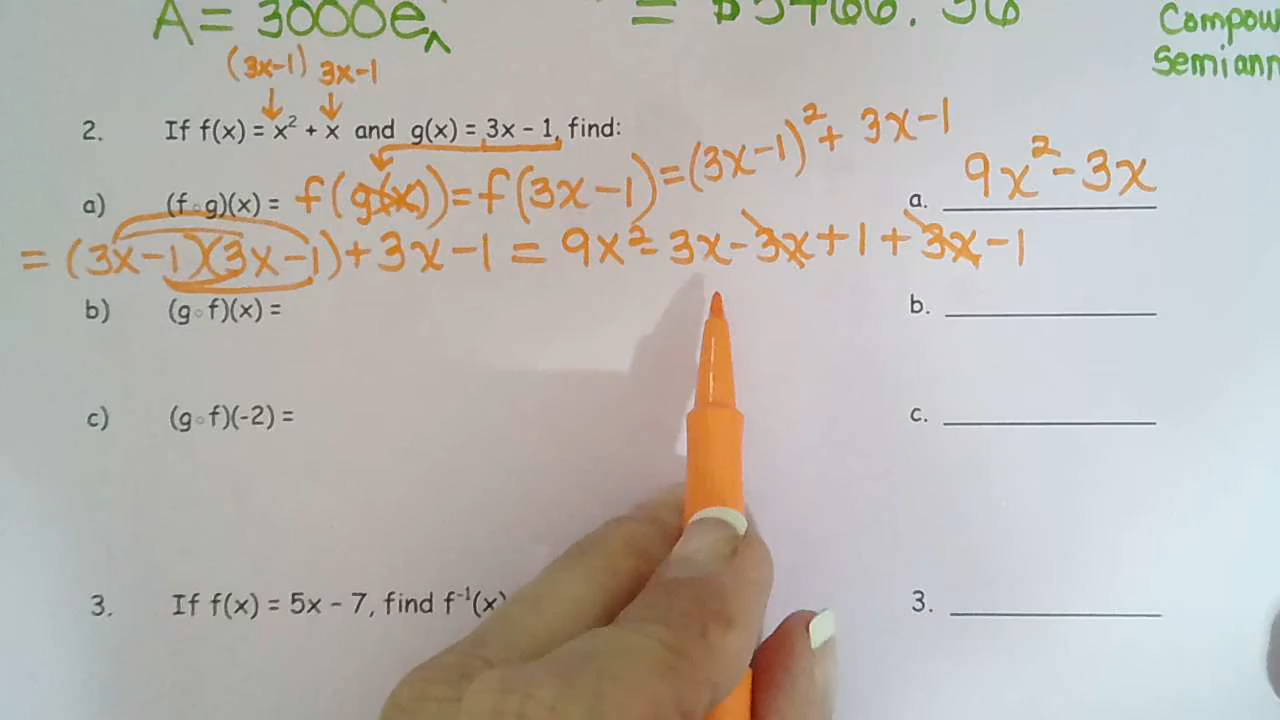 A = 3000e
Compou
Semiann
(3x-1) 3x-1
2. If f(x) = x² + x and g(x) = 3x - 1, find:
a) (f∘g)(x) = f(g(x)) = f(3x-1) = (3x-1)² + 3x-1
a. 9x² - 3x
= (3x-1)(3x-1) + 3x-1 = 9x² - 3x - 3x + 1 + 3x - 1
b) (g∘f)(x) =
b.
c) (g∘f)(-2) =
c.
3. If f(x) = 5x - 7, find f⁻¹(x)
3.